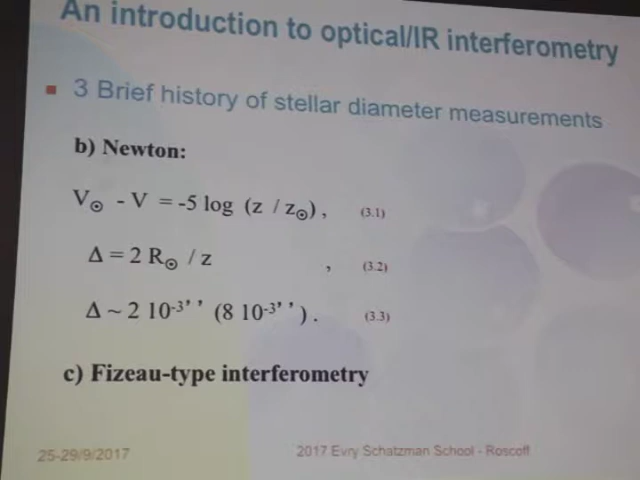 An introduction to optical/IR interferometry
3 Brief history of stellar diameter measurements
b) Newton:
V☉ - V = -5 log (z / z☉), (3.1)
Δ = 2 R☉ / z , (3.2)
Δ ~ 2 10⁻³’’ (8 10⁻³’’). (3.3)
c) Fizeau-type interferometry
25-29/9/2017
2017 Evry Schatzman School - Roscoff